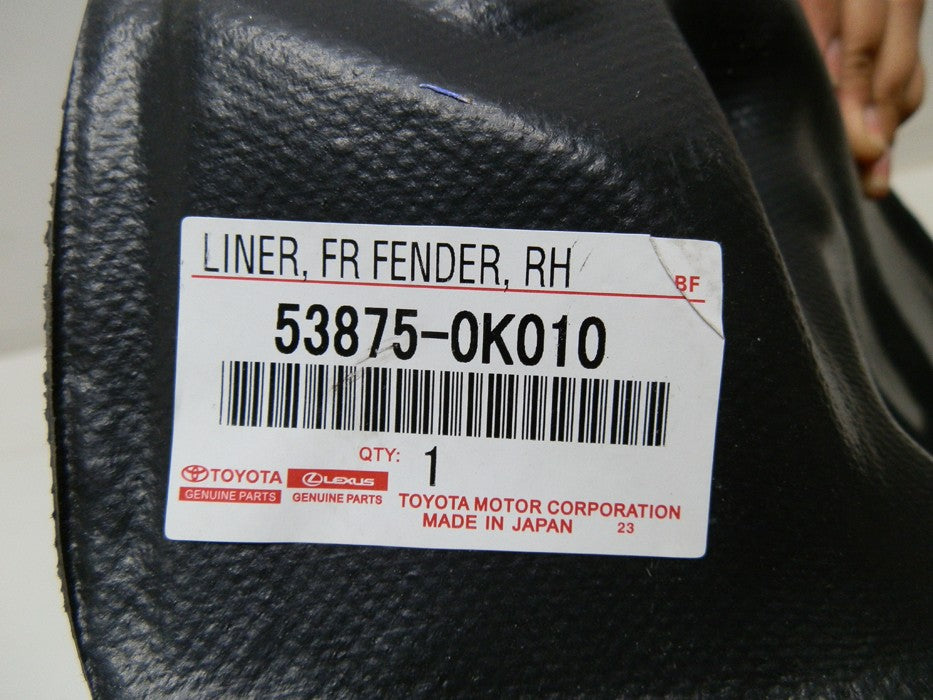 LINER, FR FENDER, RH
BF
53875-0K010
QTY: 1
TOYOTA
GENUINE PARTS
LEXUS
GENUINE PARTS
TOYOTA MOTOR CORPORATION
MADE IN JAPAN 23